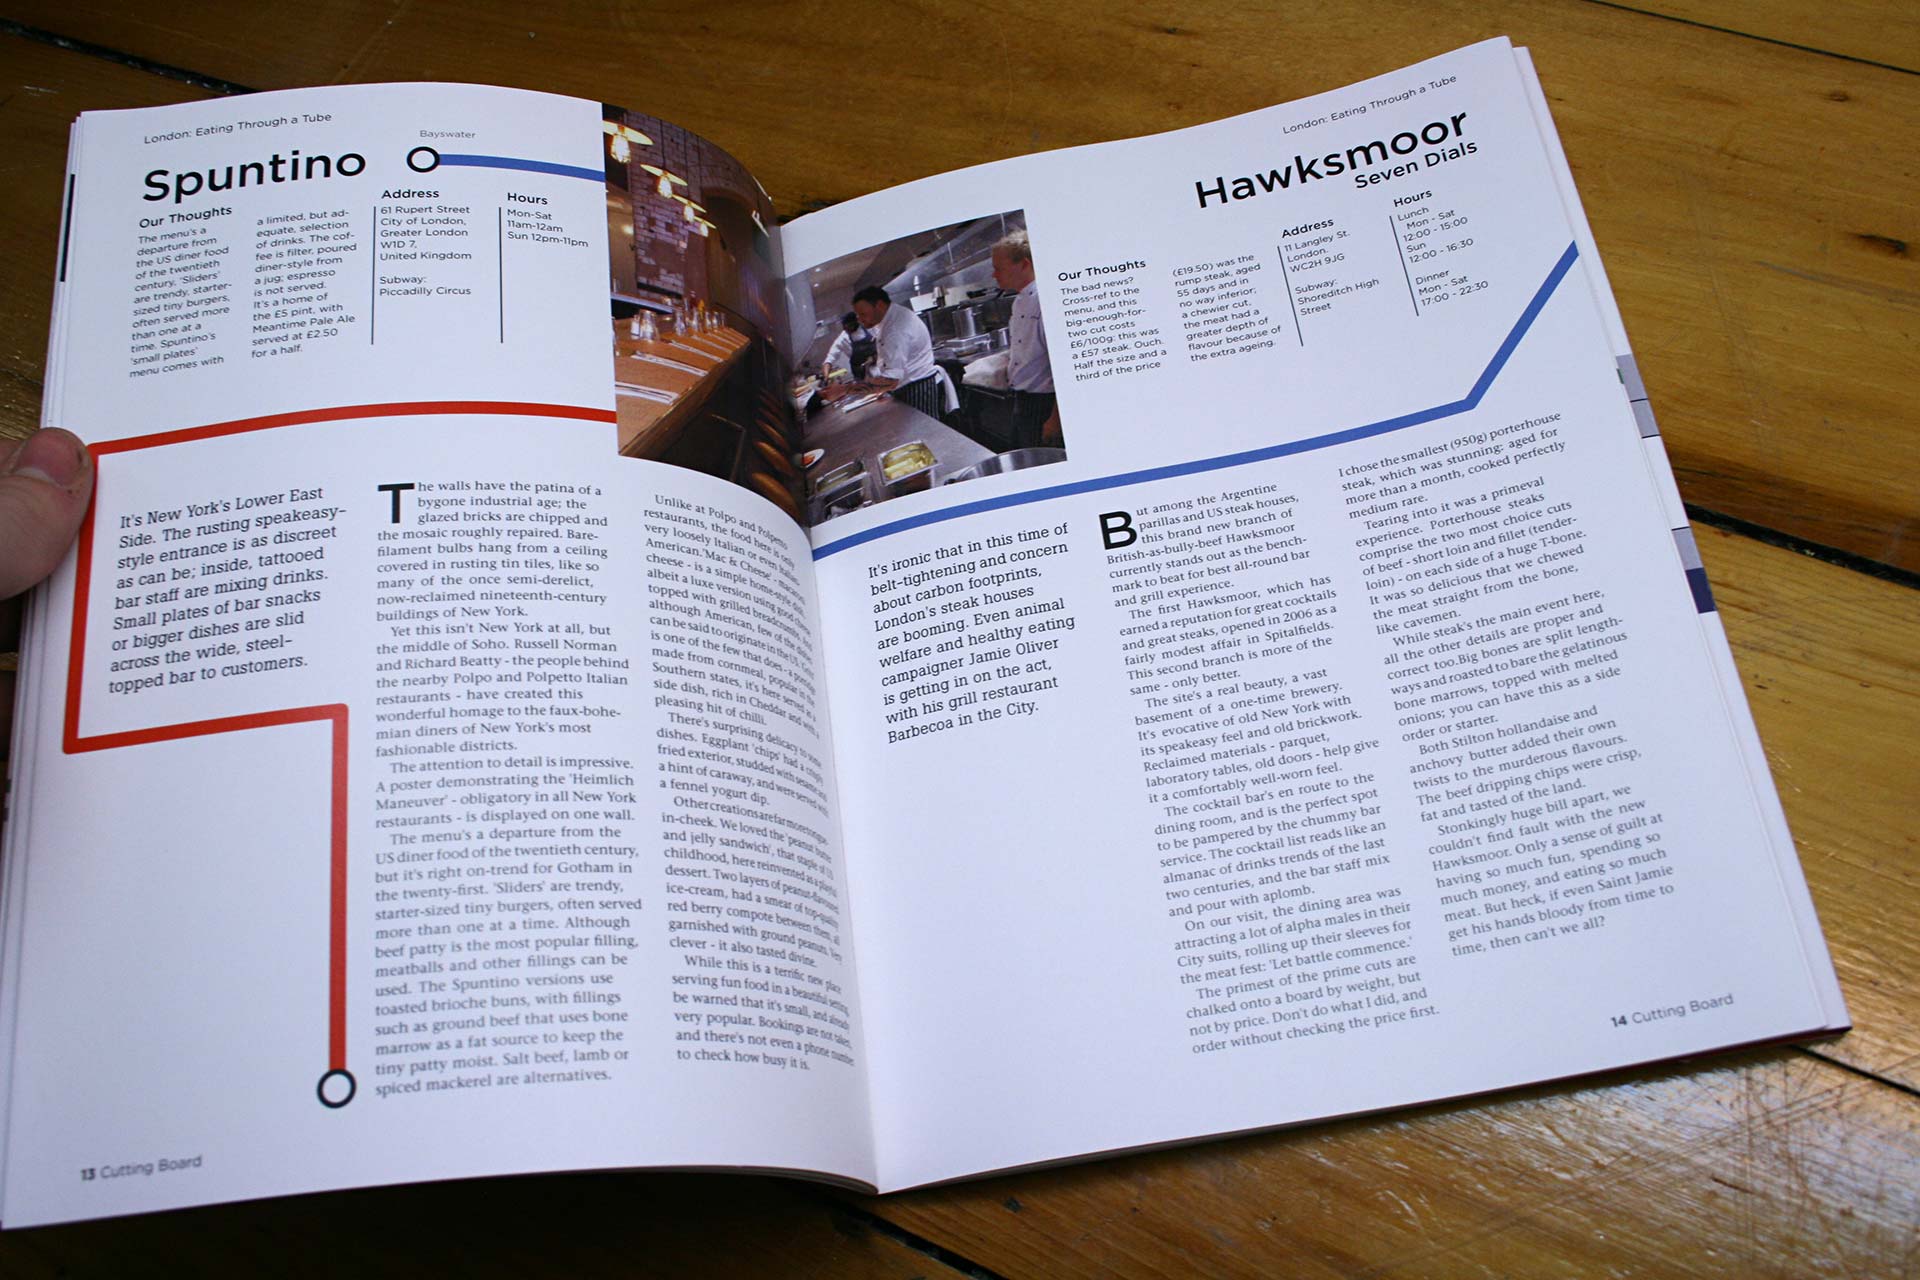 London: Eating Through a Tube
Spuntino
Bayswater
Our Thoughts
The menu's a
departure from
the US diner food
of the twentieth
century, 'Sliders'
are trendy, starter-
sized tiny burgers,
often served more
than one at a
time. Spuntino's
'small plates'
menu comes with
a limited, but ad-
equate, selection
of drinks. The cof-
fee is filter, poured
diner-style from
a jug; espresso
is not served.
It's a home of
the £5 pint, with
Meantime Pale Ale
served at £2.50
for a half.
Address
61 Rupert Street
City of London,
Greater London
W1D 7,
United Kingdom
Subway:
Piccadilly Circus
Hours
Mon-Sat
11am-12am
Sun 12pm-11pm
It's New York's Lower East
Side. The rusting speakeasy-
style entrance is as discreet
as can be; inside, tattooed
bar staff are mixing drinks.
Small plates of bar snacks
or bigger dishes are slid
across the wide, steel-
topped bar to customers.
The walls have the patina of a
bygone industrial age; the
glazed bricks are chipped and
the mosaic roughly repaired. Bare-
filament bulbs hang from a ceiling
covered in rusting tin tiles, like so
many of the once semi-derelict,
now-reclaimed nineteenth-century
buildings of New York.
Yet this isn't New York at all, but
the middle of Soho. Russell Norman
and Richard Beatty - the people behind
the nearby Polpo and Polpetto Italian
restaurants - have created this
wonderful homage to the faux-bohe-
mian diners of New York's most
fashionable districts.
The attention to detail is impressive.
A poster demonstrating the 'Heimlich
Maneuver' - obligatory in all New York
restaurants - is displayed on one wall.
The menu's a departure from the
US diner food of the twentieth century,
but it's right on-trend for Gotham in
the twenty-first. 'Sliders' are trendy,
starter-sized tiny burgers, often served
more than one at a time. Although
beef patty is the most popular filling,
meatballs and other fillings can be
used. The Spuntino versions use
toasted brioche buns, with fillings
such as ground beef that uses bone
marrow as a fat source to keep the
tiny patty moist. Salt beef, lamb or
spiced mackerel are alternatives.
Unlike at Polpo and Polpetto
restaurants, the food here is only
very loosely Italian or even Italian
American. 'Mac & Cheese' - macaroni
cheese - is a simple home-style dish,
albeit a luxe version using good cheese
topped with grilled breadcrumbs. And
although American, few of the dishes
can be said to originate in the US. 'Grits'
is one of the few that does - a porridge
made from cornmeal, popular in the
Southern states, it's here served as a
side dish, rich in Cheddar and with a
pleasing hit of chilli.
There's surprising delicacy to some
dishes. Eggplant 'chips' had a crisply
fried exterior, studded with sesame and
a hint of caraway, and were served with
a fennel yogurt dip.
Other creations are far more tongue-
in-cheek. We loved the 'peanut butter
and jelly sandwich', that staple of US
childhood, here reinvented as a playful
dessert. Two layers of peanut-flavoured
ice-cream, had a smear of top-quality
red berry compote between them, all
garnished with ground peanuts. Very
clever - it also tasted divine.
While this is a terrific new place
serving fun food in a beautiful setting
be warned that it's small, and already
very popular. Bookings are not taken,
and there's not even a phone number
to check how busy it is.
13 Cutting Board
London: Eating Through a Tube
Hawksmoor
Seven Dials
Our Thoughts
The bad news?
Cross-ref to the
menu, and this
big-enough-for-
two cut costs
£6/100g: this was
a £57 steak. Ouch.
Half the size and a
third of the price
(£19.50) was the
rump steak, aged
55 days and in
no way inferior;
a chewier cut,
the meat had a
greater depth of
flavour because of
the extra ageing.
Address
11 Langley St.
London.
WC2H 9JG
Subway:
Shoreditch High
Street
Hours
Lunch
Mon - Sat
12:00 - 15:00
Sun
12:00 - 16:30
Dinner
Mon - Sat
17:00 - 22:30
It's ironic that in this time of
belt-tightening and concern
about carbon footprints,
London's steak houses
are booming. Even animal
welfare and healthy eating
campaigner Jamie Oliver
is getting in on the act,
with his grill restaurant
Barbecoa in the City.
But among the Argentine
parillas and US steak houses,
this brand new branch of
British-as-bully-beef Hawksmoor
currently stands out as the bench-
mark to beat for best all-round bar
and grill experience.
The first Hawksmoor, which has
earned a reputation for great cocktails
and great steaks, opened in 2006 as a
fairly modest affair in Spitalfields.
This second branch is more of the
same - only better.
The site's a real beauty, a vast
basement of a one-time brewery.
It's evocative of old New York with
its speakeasy feel and old brickwork.
Reclaimed materials - parquet,
laboratory tables, old doors - help give
it a comfortably well-worn feel.
The cocktail bar's en route to the
dining room, and is the perfect spot
to be pampered by the chummy bar
service. The cocktail list reads like an
almanac of drinks trends of the last
two centuries, and the bar staff mix
and pour with aplomb.
On our visit, the dining area was
attracting a lot of alpha males in their
City suits, rolling up their sleeves for
the meat fest: 'Let battle commence.'
The primest of the prime cuts are
chalked onto a board by weight, but
not by price. Don't do what I did, and
order without checking the price first.
I chose the smallest (950g) porterhouse
steak, which was stunning: aged for
more than a month, cooked perfectly
medium rare.
Tearing into it was a primeval
experience. Porterhouse steaks
comprise the two most choice cuts
of beef - short loin and fillet (tender-
loin) - on each side of a huge T-bone.
It was so delicious that we chewed
the meat straight from the bone,
like cavemen.
While steak's the main event here,
all the other details are proper and
correct too.Big bones are split length-
ways and roasted to bare the gelatinous
bone marrows, topped with melted
onions; you can have this as a side
order or starter.
Both Stilton hollandaise and
anchovy butter added their own
twists to the murderous flavours.
The beef dripping chips were crisp,
fat and tasted of the land.
Stonkingly huge bill apart, we
couldn't find fault with the new
Hawksmoor. Only a sense of guilt at
having so much fun, spending so
much money, and eating so much
meat. But heck, if even Saint Jamie
get his hands bloody from time to
time, then can't we all?
14 Cutting Board